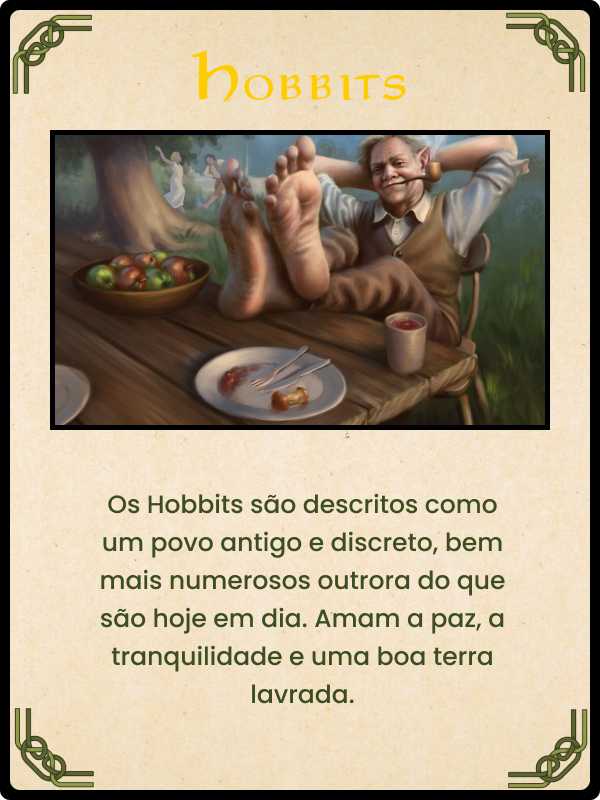 Hobbits
Os Hobbits são descritos como
um povo antigo e discreto, bem
mais numerosos outrora do que
são hoje em dia. Amam a paz, a
tranquilidade e uma boa terra
lavrada.